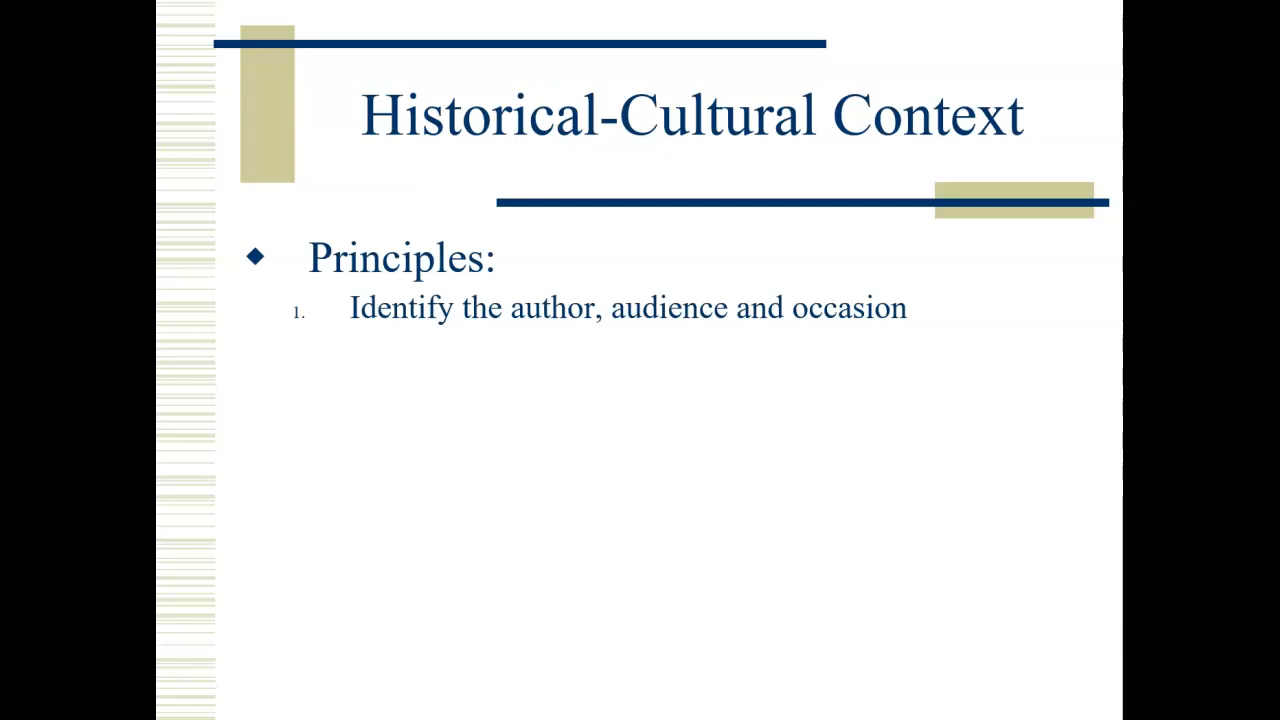 Historical-Cultural Context
Principles:
1. Identify the author, audience and occasion